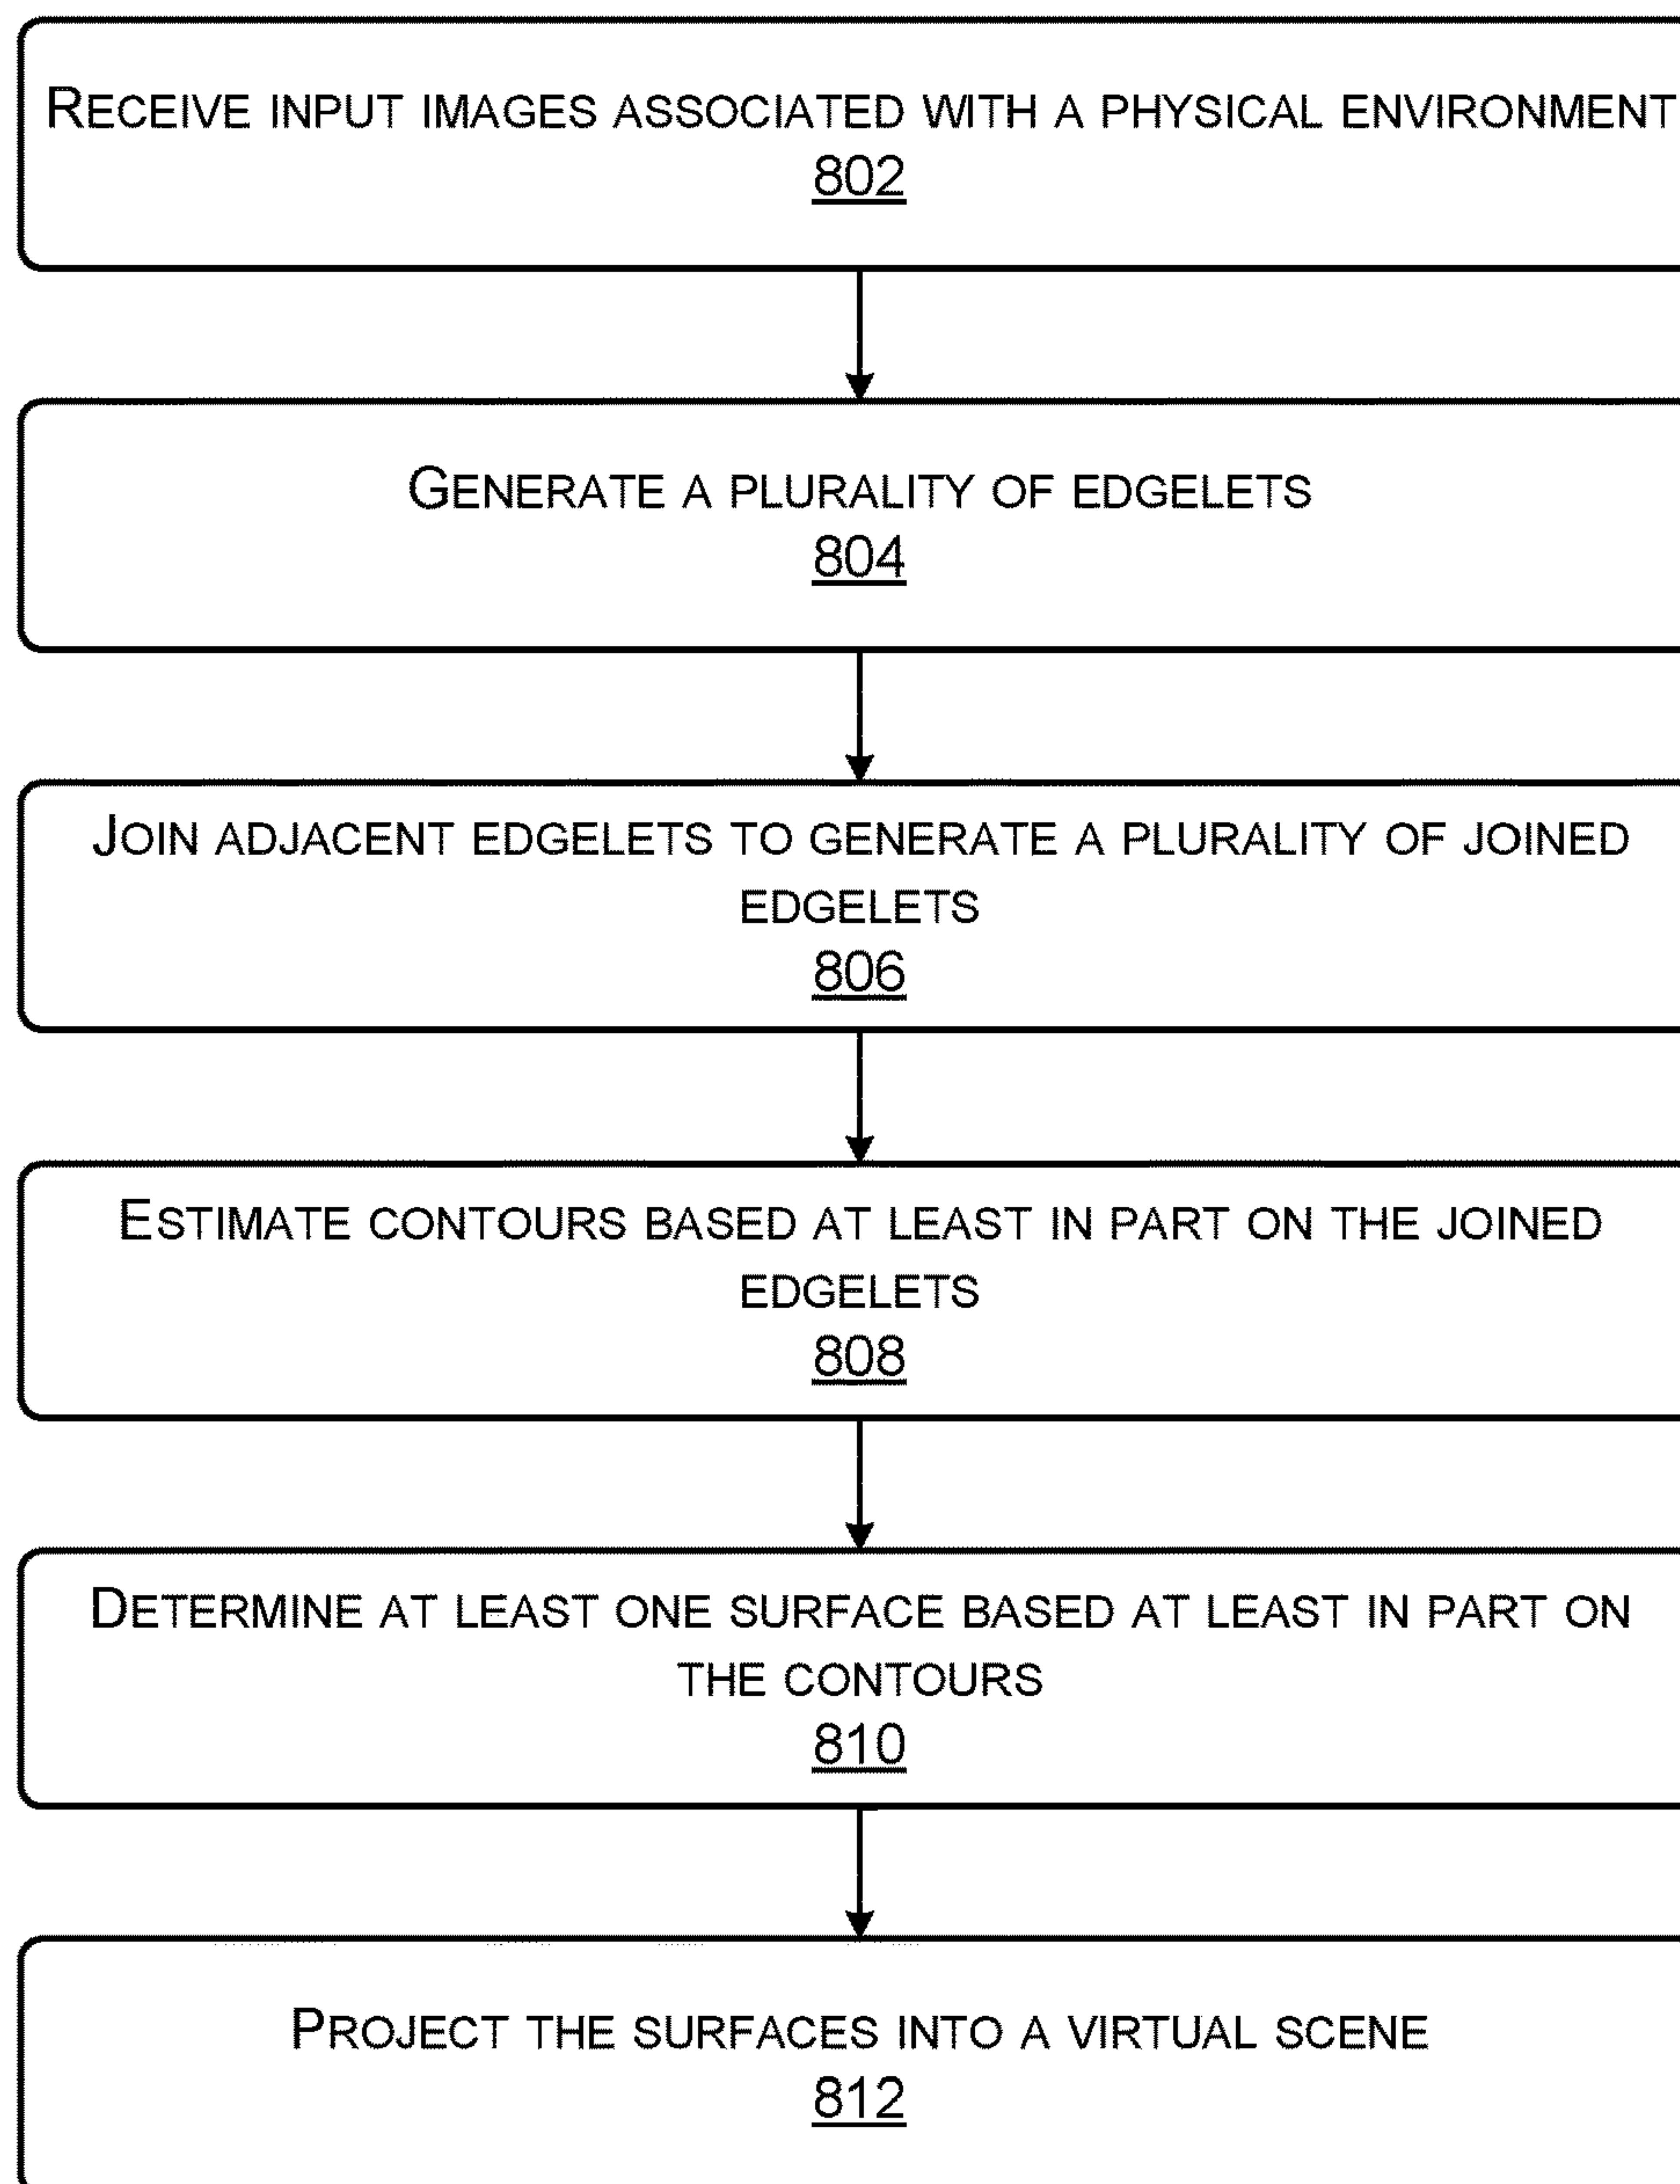 RECEIVE INPUT IMAGES ASSOCIATED WITH A PHYSICAL ENVIRONMENT
802
GENERATE A PLURALITY OF EDGELETS
804
JOIN ADJACENT EDGELETS TO GENERATE A PLURALITY OF JOINED
EDGELETS
806
ESTIMATE CONTOURS BASED AT LEAST IN PART ON THE JOINED
EDGELETS
808
DETERMINE AT LEAST ONE SURFACE BASED AT LEAST IN PART ON
THE CONTOURS
810
PROJECT THE SURFACES INTO A VIRTUAL SCENE
812